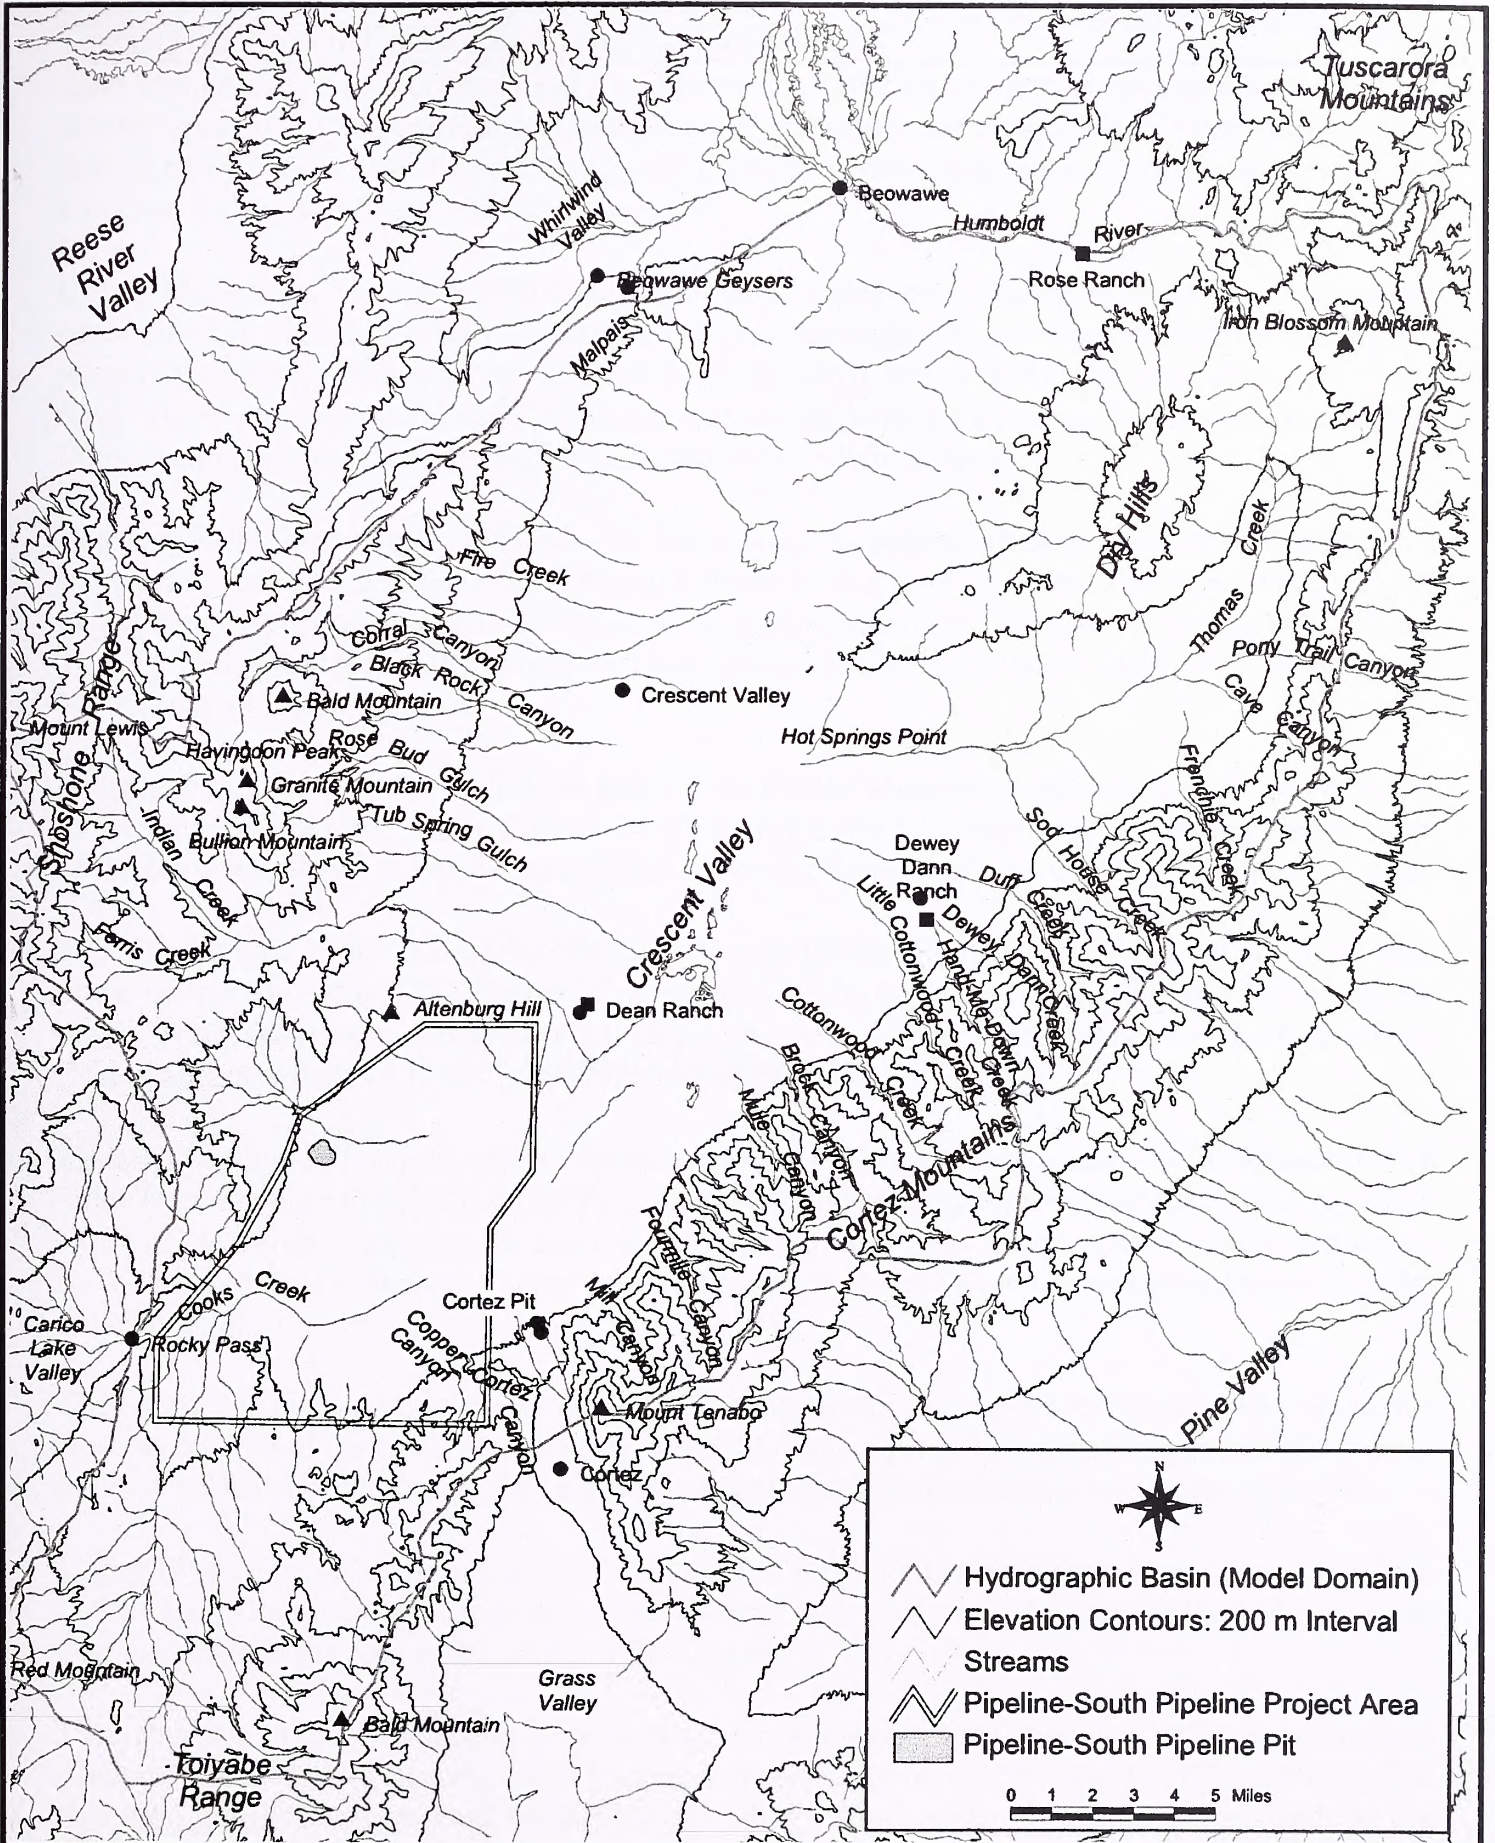 Tuscarora
Mountains
Beowawe
Whirlwind
Valley
Humboldt
River
Reese
River
Valley
Rose Ranch
Beowawe Geysers
Iron Blossom Mountain
Malpais
Dry Hills
Creek
Thomas
Fire Creek
Corral Canyon
Black Rock Canyon
Pony Trail Canyon
Cave Canyon
Crescent Valley
Bald Mountain
Shoshone Range
Mount Lewis
Havingdon Peak
Rose Bud Gulch
Hot Springs Point
Granite Mountain
Frenchie Creek
Tub Spring Gulch
Indian Creek
Bullion Mountain
Sod House Creek
Dewey
Dann
Ranch
Duff Creek
Little Cottonwood Creek
Dewey Dann Creek
Hand-Me-Down Creek
Crescent Valley
Ferris Creek
Altenburg Hill
Dean Ranch
Cottonwood Creek
Brock Canyon
Mule Canyon
Cortez Mountains
Fourmile Canyon
Cooks Creek
Mill Canyon
Cortez Pit
Carico
Lake
Valley
Rocky Pass
Copper
Canyon
Cortez Canyon
Pine Valley
Mount Tenabo
Cortez
Red Mountain
Grass
Valley
Bald Mountain
Toiyabe
Range
N
W E
S
Hydrographic Basin (Model Domain)
Elevation Contours: 200 m Interval
Streams
Pipeline-South Pipeline Project Area
Pipeline-South Pipeline Pit
0 1 2 3 4 5 Miles